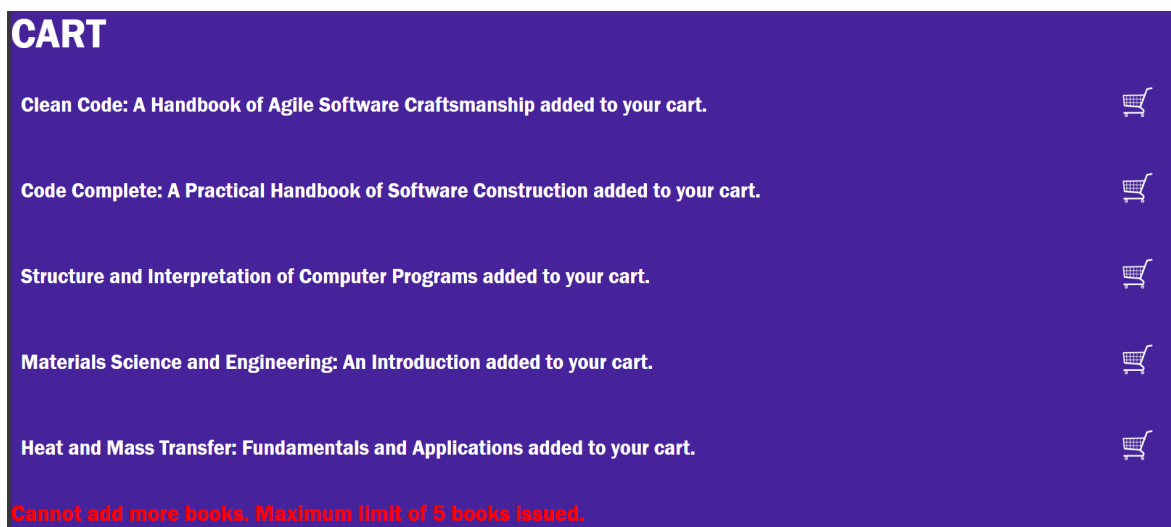 CART
Clean Code: A Handbook of Agile Software Craftsmanship added to your cart.
Code Complete: A Practical Handbook of Software Construction added to your cart.
Structure and Interpretation of Computer Programs added to your cart.
Materials Science and Engineering: An Introduction added to your cart.
Heat and Mass Transfer: Fundamentals and Applications added to your cart.
Cannot add more books. Maximum limit of 5 books issued.